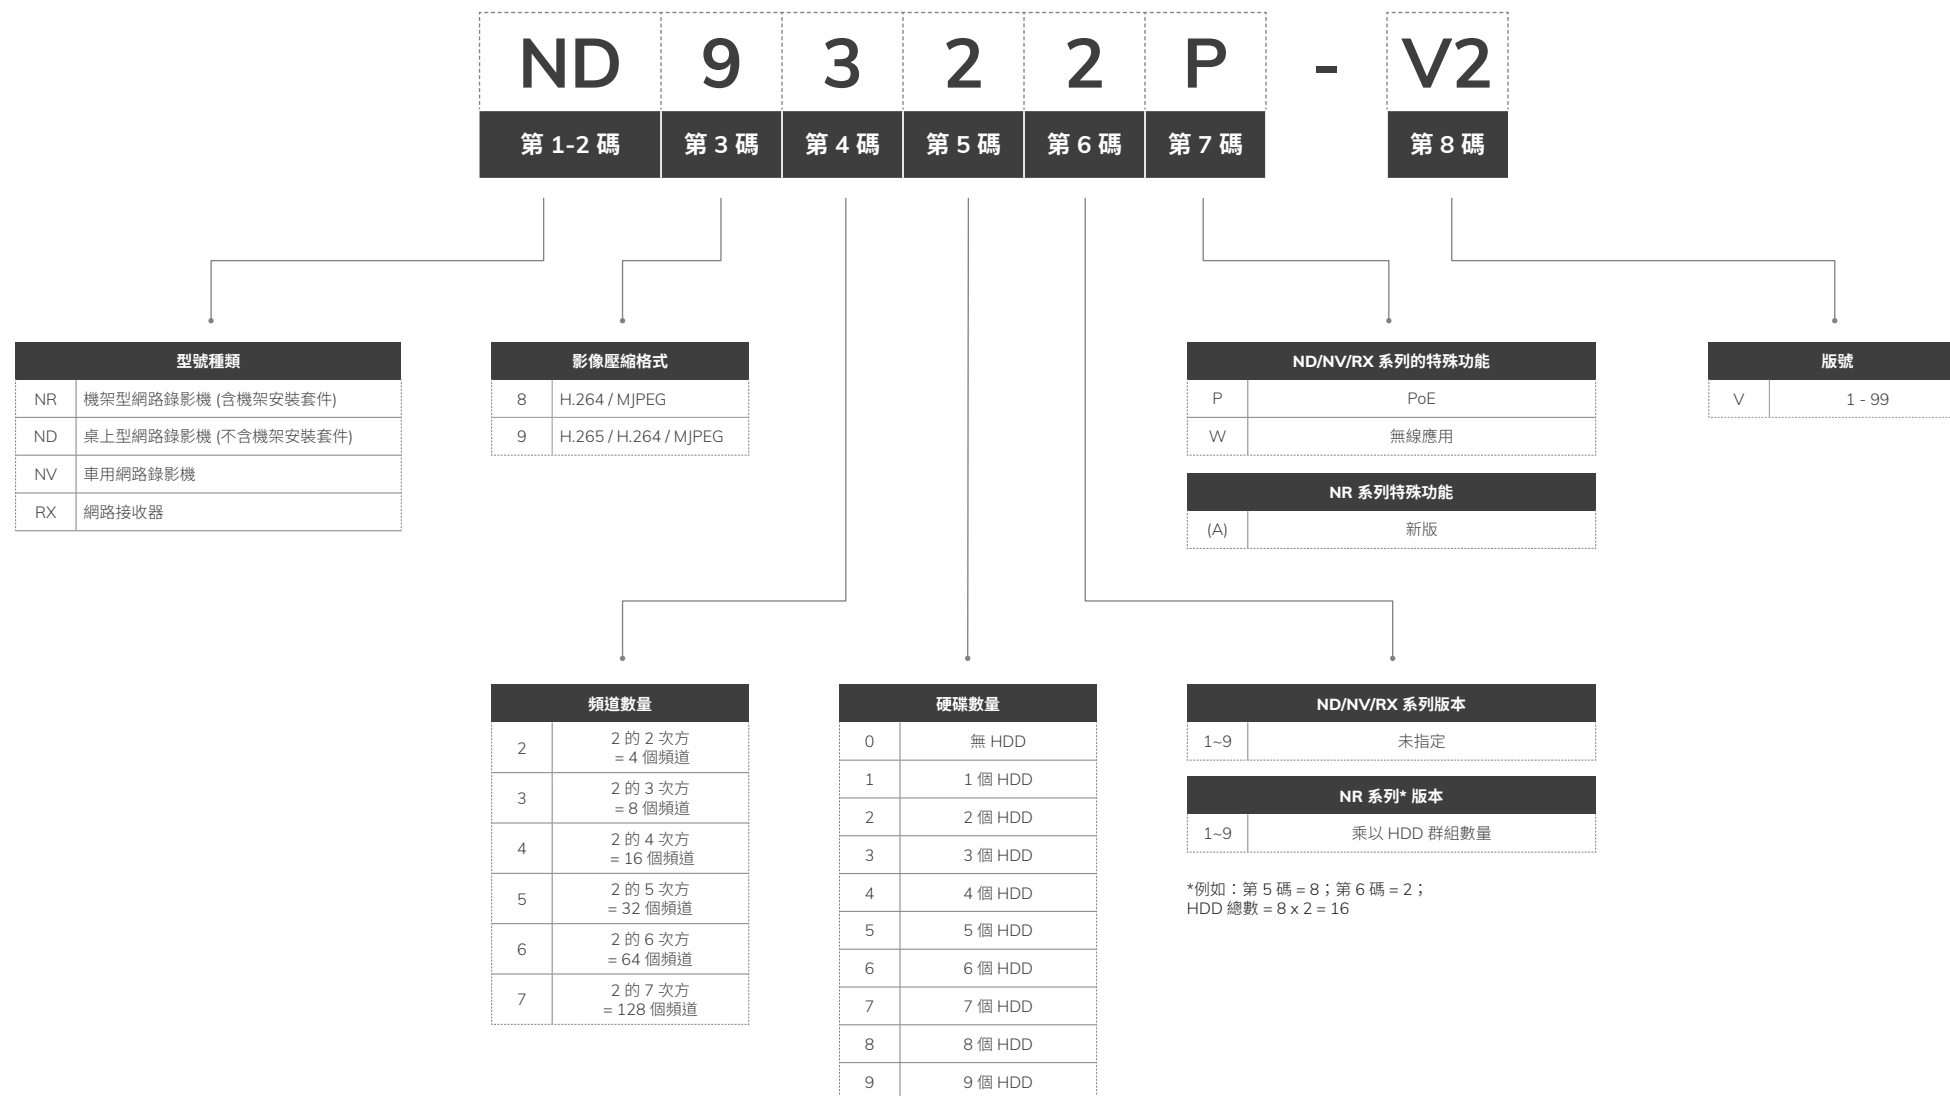 ND 9 3 2 2 P - V2
第 1-2 碼 第 3 碼 第 4 碼 第 5 碼 第 6 碼 第 7 碼 第 8 碼
型號種類
NR 機架型網路錄影機 (含機架安裝套件)
ND 桌上型網路錄影機 (不含機架安裝套件)
NV 車用網路錄影機
RX 網路接收器
影像壓縮格式
8 H.264 / MJPEG
9 H.265 / H.264 / MJPEG
ND/NV/RX 系列的特殊功能
P PoE
W 無線應用
NR 系列特殊功能
(A) 新版
版號
V 1 - 99
頻道數量
2 2 的 2 次方
= 4 個頻道
3 2 的 3 次方
= 8 個頻道
4 2 的 4 次方
= 16 個頻道
5 2 的 5 次方
= 32 個頻道
6 2 的 6 次方
= 64 個頻道
7 2 的 7 次方
= 128 個頻道
硬碟數量
0 無 HDD
1 1 個 HDD
2 2 個 HDD
3 3 個 HDD
4 4 個 HDD
5 5 個 HDD
6 6 個 HDD
7 7 個 HDD
8 8 個 HDD
9 9 個 HDD
ND/NV/RX 系列版本
1~9 未指定
NR 系列* 版本
1~9 乘以 HDD 群組數量
*例如：第 5 碼 = 8；第 6 碼 = 2；
HDD 總數 = 8 x 2 = 16